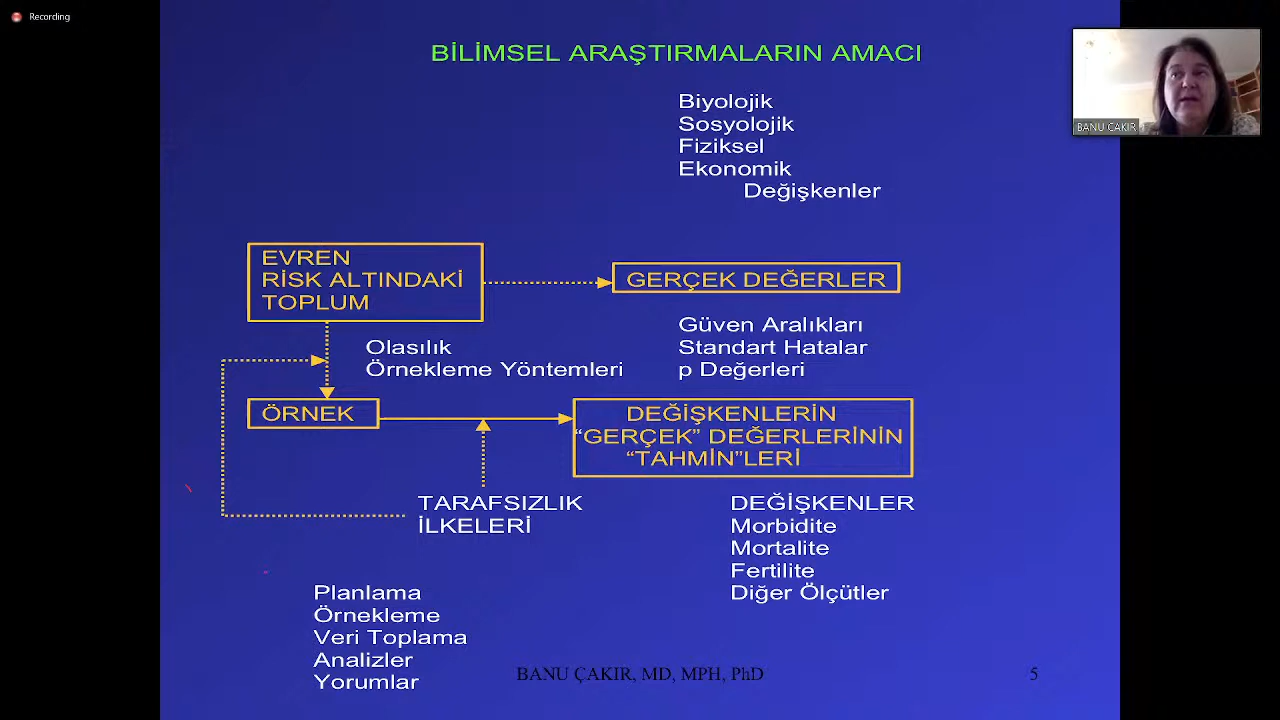 Recording
BİLİMSEL ARAŞTIRMALARIN AMACI
BANU ÇAKIR
Biyolojik
Sosyolojik
Fiziksel
Ekonomik
Değişkenler
EVREN
RİSK ALTINDAKİ
TOPLUM
GERÇEK DEĞERLER
Olasılık
Örnekleme Yöntemleri
Güven Aralıkları
Standart Hatalar
p Değerleri
ÖRNEK
DEĞİŞKENLERİN
“GERÇEK” DEĞERLERİNİN
“TAHMİN”LERİ
TARAFSIZLIK
İLKELERİ
DEĞİŞKENLER
Morbidite
Mortalite
Fertilite
Diğer Ölçütler
Planlama
Örnekleme
Veri Toplama
Analizler
Yorumlar
BANU ÇAKIR, MD, MPH, PhD
5